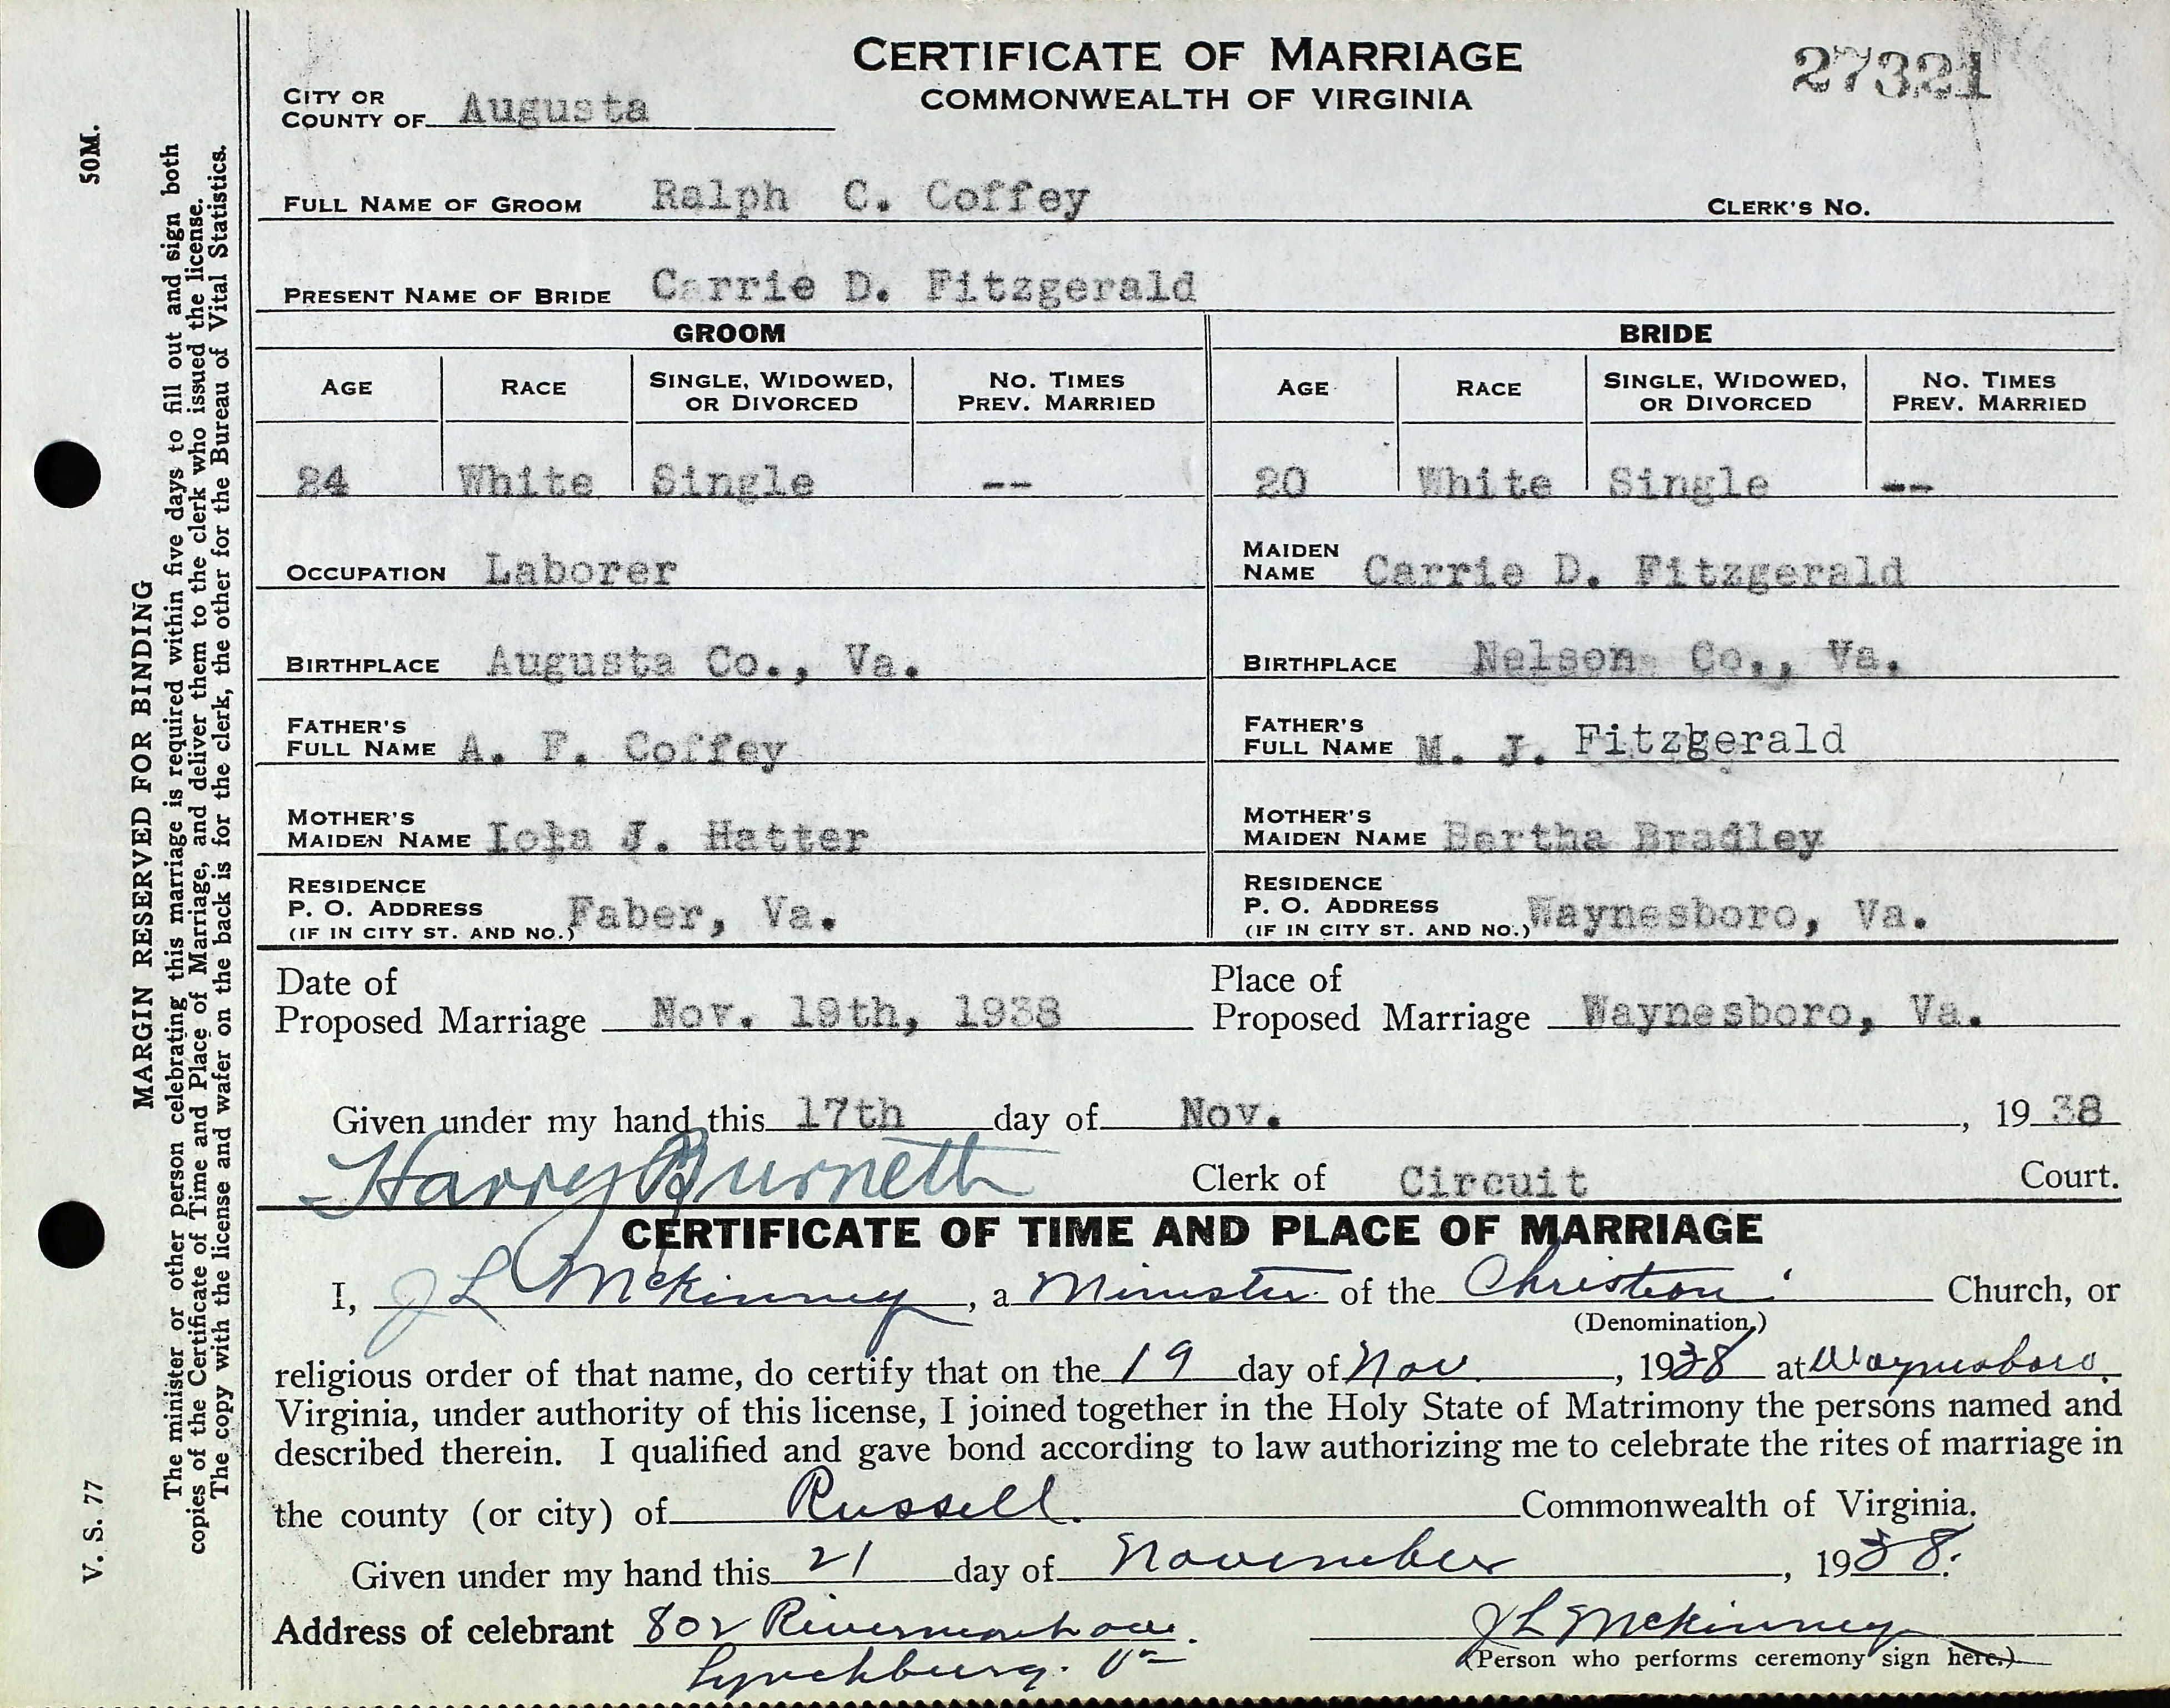 CERTIFICATE OF MARRIAGE
COMMONWEALTH OF VIRGINIA
27321
CITY OR
COUNTY OF Augusta
FULL NAME OF GROOM Ralph C. Coffey CLERK'S NO.
PRESENT NAME OF BRIDE Carrie D. Fitzgerald
GROOM BRIDE
AGE RACE SINGLE, WIDOWED, OR DIVORCED NO. TIMES PREV. MARRIED AGE RACE SINGLE, WIDOWED, OR DIVORCED NO. TIMES PREV. MARRIED
24 White Single -- 20 White Single --
OCCUPATION Laborer MAIDEN NAME Carrie D. Fitzgerald
BIRTHPLACE Augusta Co., Va. BIRTHPLACE Nelson Co., Va.
FATHER'S FULL NAME A. F. Coffey FATHER'S FULL NAME M. J. Fitzgerald
MOTHER'S MAIDEN NAME Iola J. Hatter MOTHER'S MAIDEN NAME Bertha Bradley
RESIDENCE P. O. ADDRESS (IF IN CITY ST. AND NO.) Faber, Va. RESIDENCE P. O. ADDRESS (IF IN CITY ST. AND NO.) Waynesboro, Va.
Date of Proposed Marriage Nov. 19th, 1938 Place of Proposed Marriage Waynesboro, Va.
Given under my hand this 17th day of Nov. , 1938
Harry Burnett Clerk of Circuit Court.
CERTIFICATE OF TIME AND PLACE OF MARRIAGE
I, J L McKinney, a Minister of the Christian Church, or
(Denomination,)
religious order of that name, do certify that on the 19 day of Nov. , 1938 at Waynesboro,
Virginia, under authority of this license, I joined together in the Holy State of Matrimony the persons named and
described therein. I qualified and gave bond according to law authorizing me to celebrate the rites of marriage in
the county (or city) of Russell. Commonwealth of Virginia.
Given under my hand this 21 day of November , 1938.
Address of celebrant 802 Rivermont ave. J L McKinney
Lynchburg. Va (Person who performs ceremony sign here.)
50M.
MARGIN RESERVED FOR BINDING
The minister or other person celebrating this marriage is required within five days to fill out and sign both
copies of the Certificate of Time and Place of Marriage, and deliver them to the clerk who issued the license.
The copy with the license and wafer on the back is for the clerk, the other for the Bureau of Vital Statistics.
V. S. 77